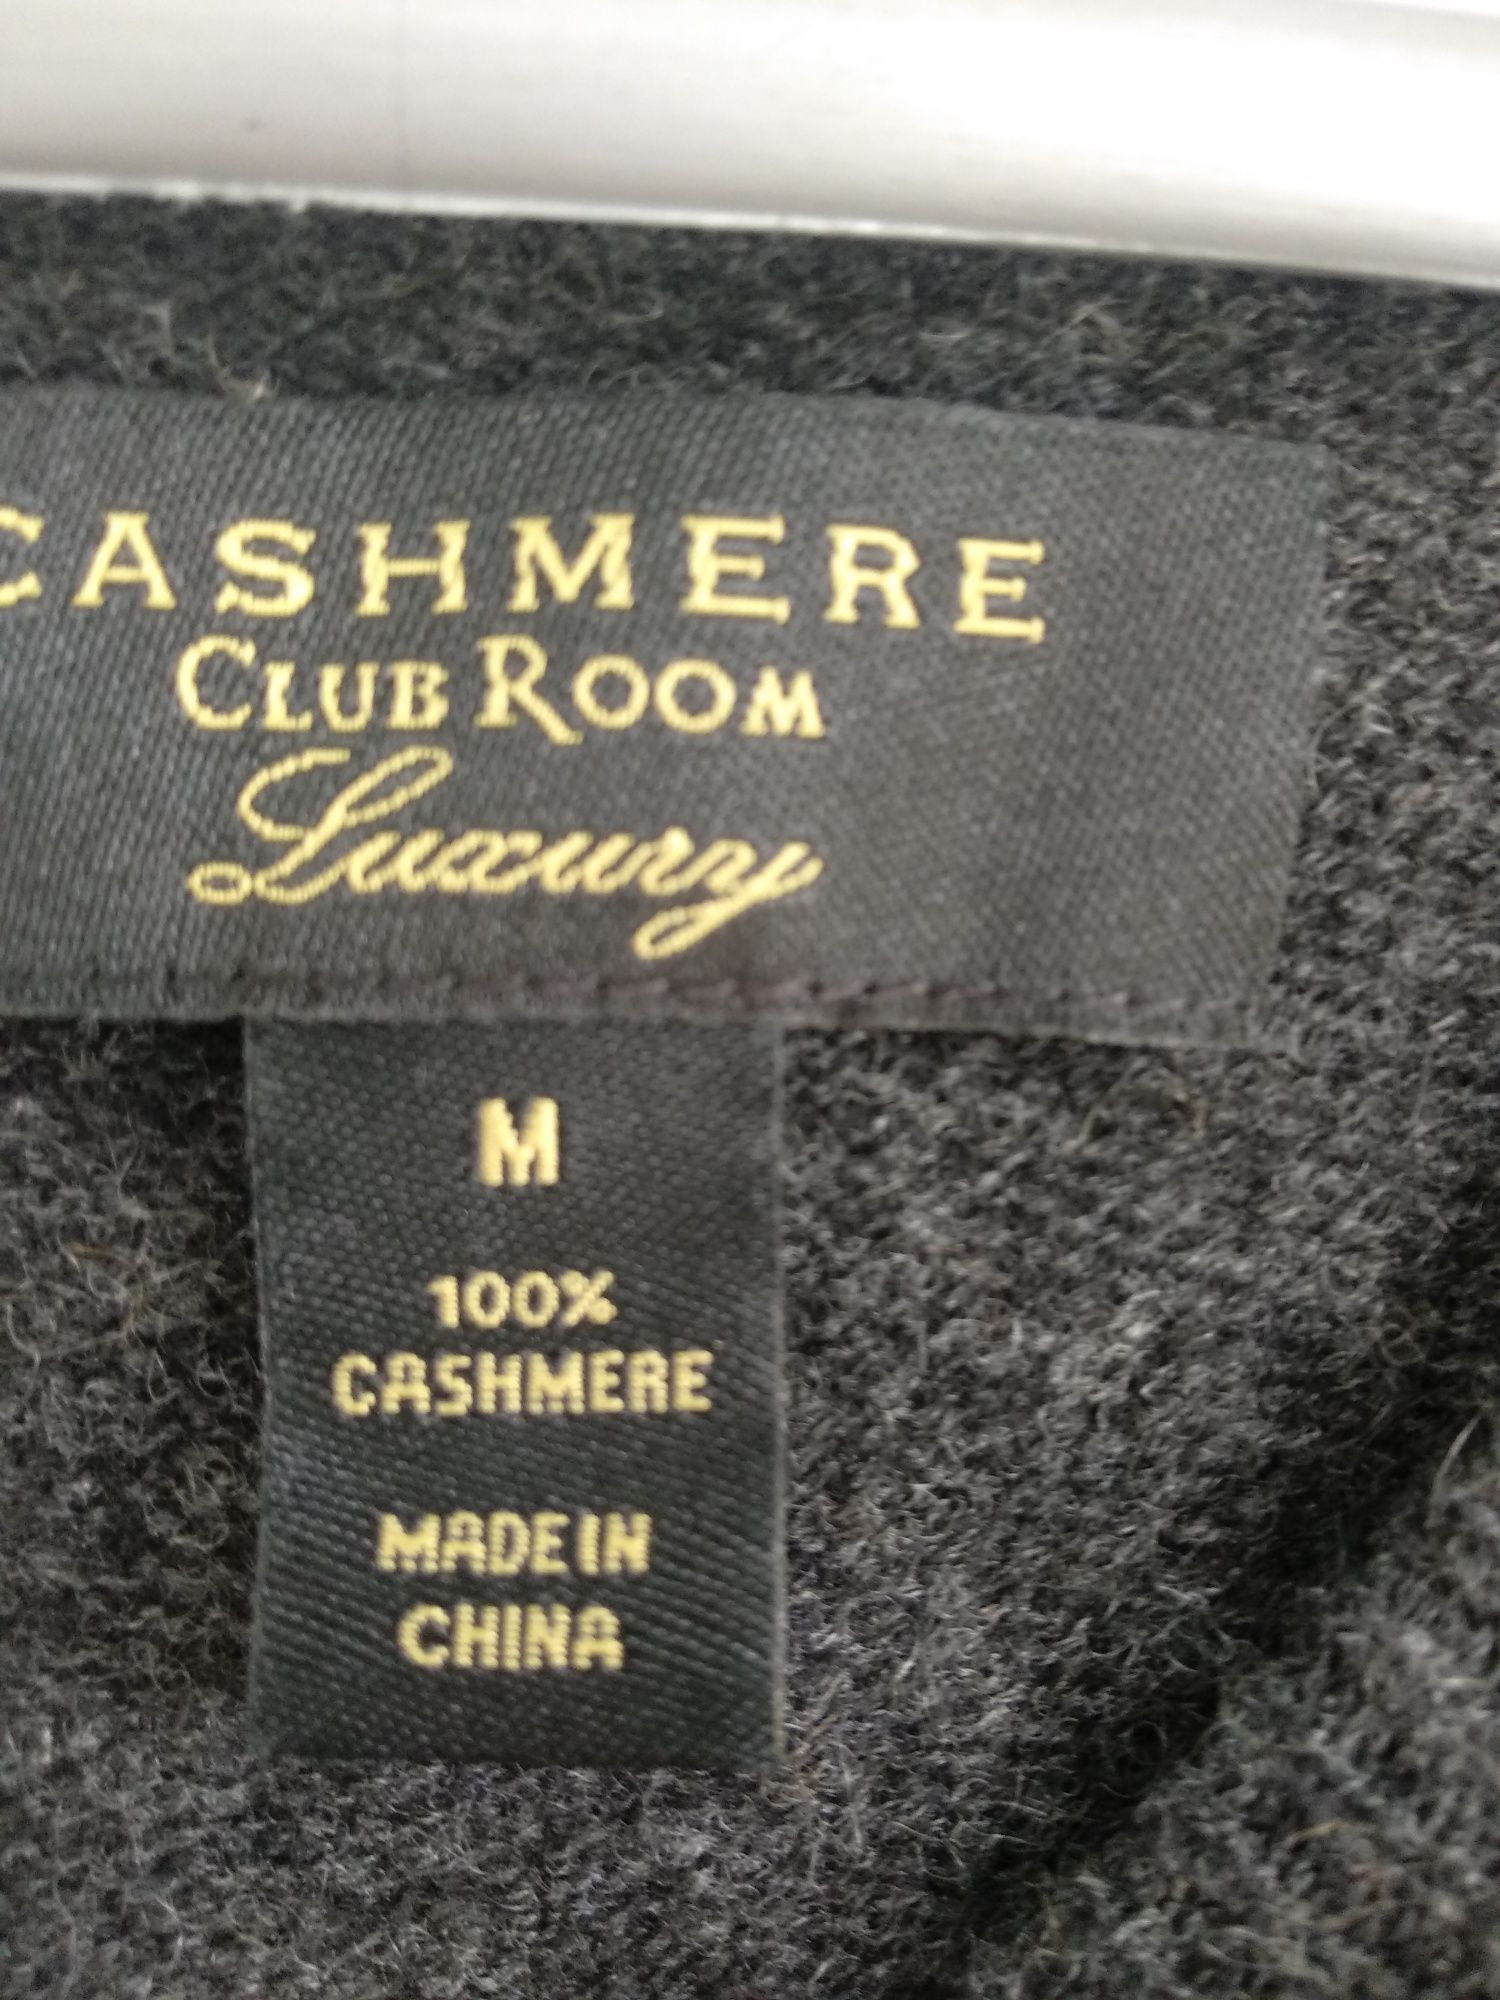 CASHMERE
CLUB ROOM
Luxury
M
100%
CASHMERE
MADE IN
CHINA